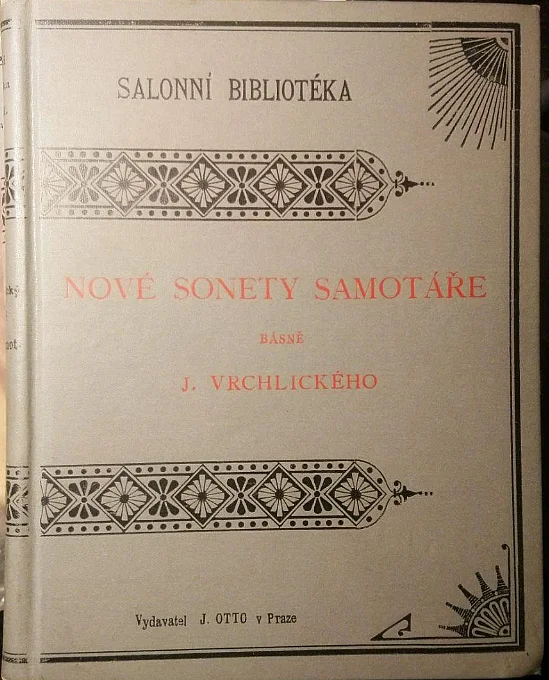 SALONNÍ BIBLIOTÉKA
NOVÉ SONETY SAMOTÁŘE
BÁSNĚ
J. VRCHLICKÉHO
Vydavatel J. OTTO v Praze